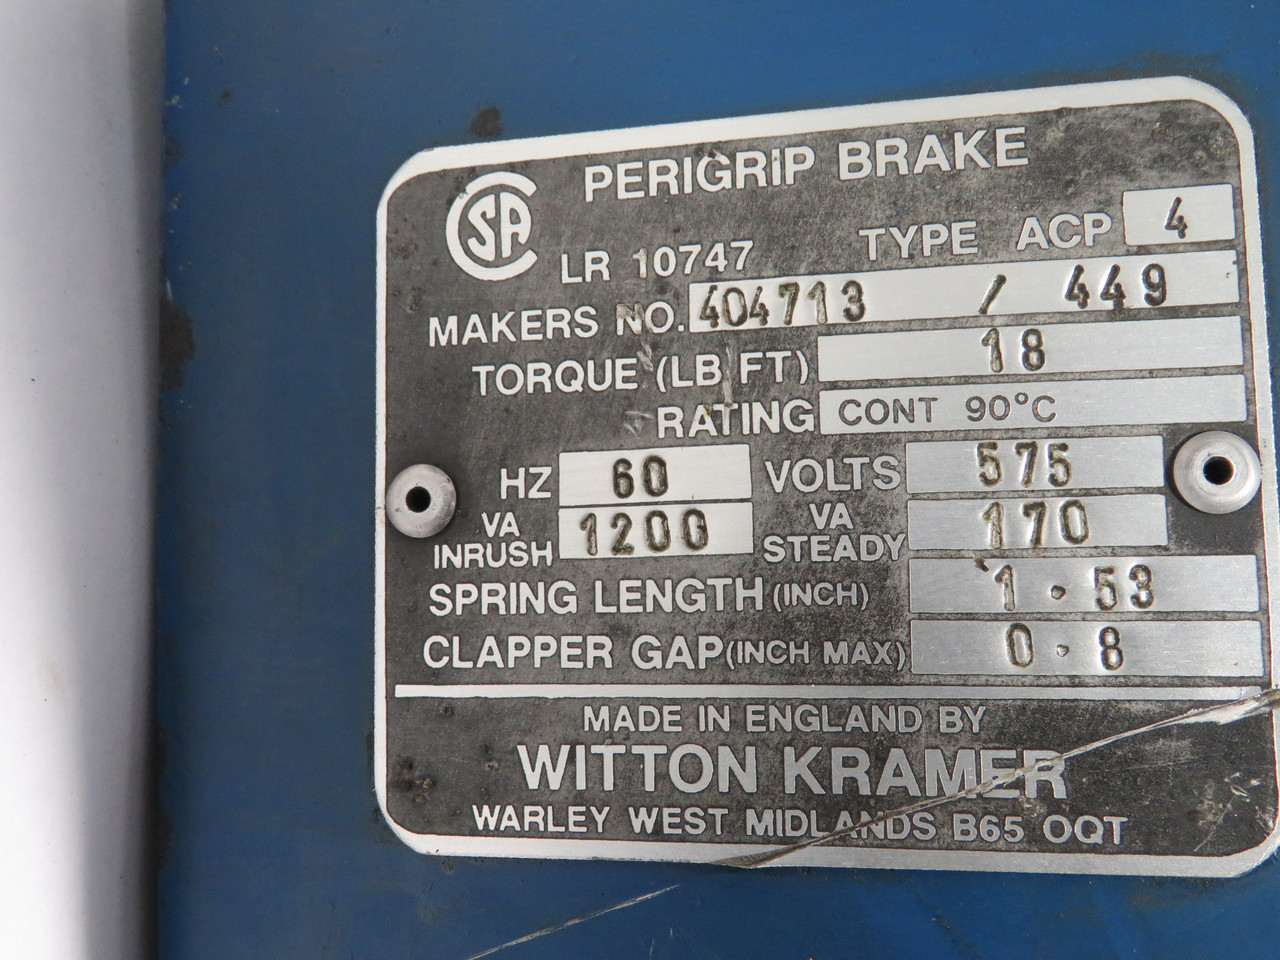 PERIGRIP BRAKE
CSA
LR 10747 TYPE ACP 4
MAKERS NO. 404713 / 449
TORQUE (LB FT) 18
RATING CONT 90°C
HZ 60 VOLTS 575
VA INRUSH 1200 VA STEADY 170
SPRING LENGTH (INCH) 1.53
CLAPPER GAP (INCH MAX) 0.8
MADE IN ENGLAND BY
WITTON KRAMER
WARLEY WEST MIDLANDS B65 OQT